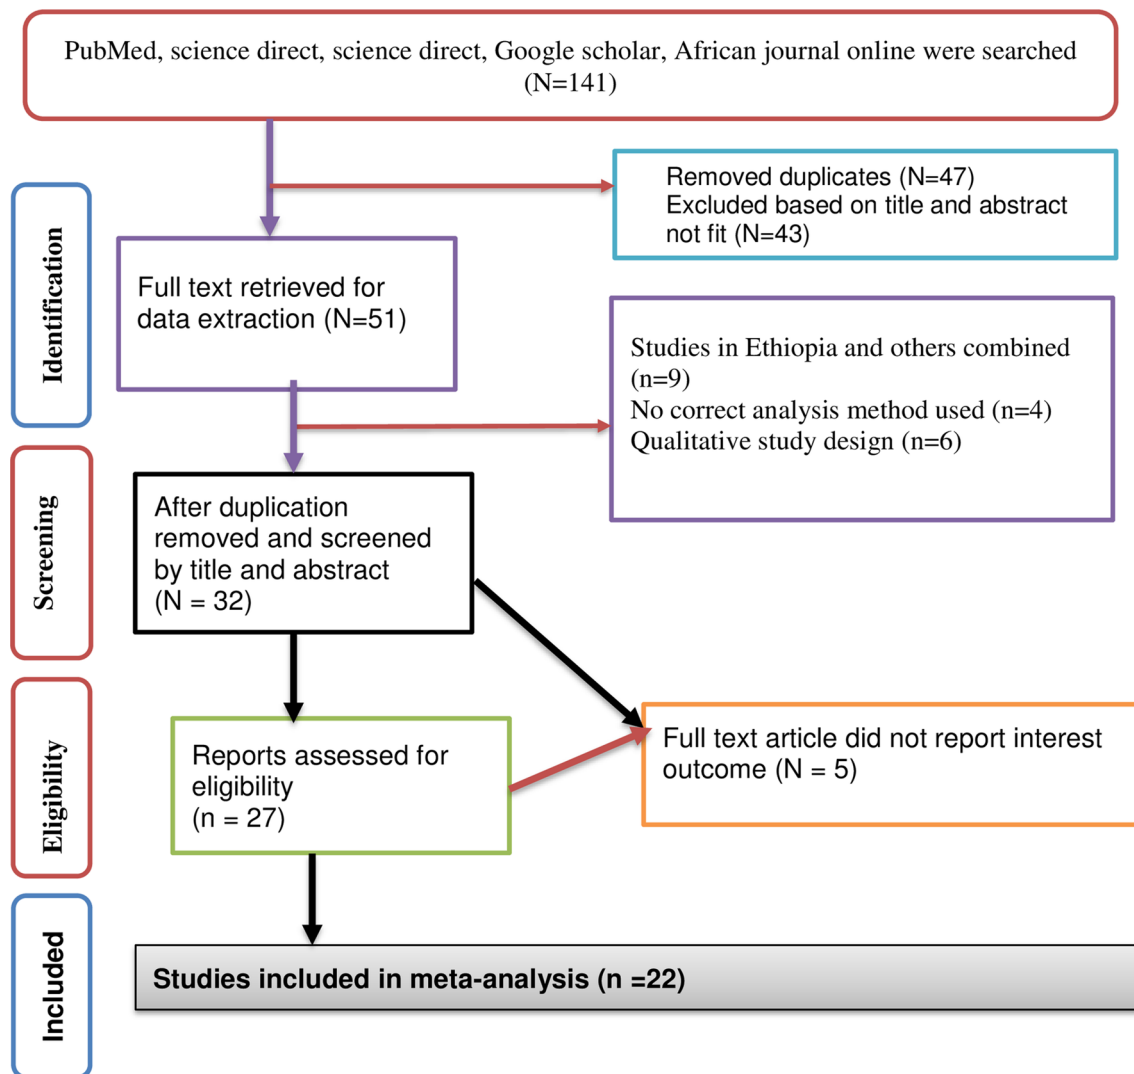 PubMed, science direct, science direct, Google scholar, African journal online were searched
(N=141)
Removed duplicates (N=47)
Excluded based on title and abstract
not fit (N=43)
Identification
Full text retrieved for
data extraction (N=51)
Studies in Ethiopia and others combined
(n=9)
No correct analysis method used (n=4)
Qualitative study design (n=6)
Screening
After duplication
removed and screened
by title and abstract
(N = 32)
Eligibility
Reports assessed for
eligibility
(n = 27)
Full text article did not report interest
outcome (N = 5)
Included
Studies included in meta-analysis (n =22)